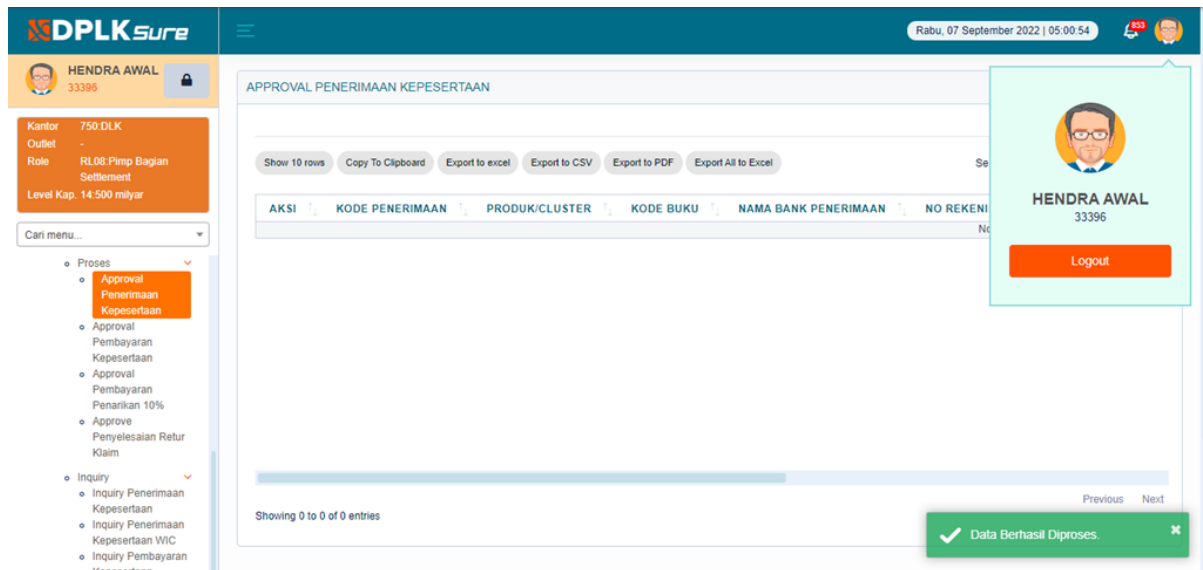 DPLKSure
Rabu, 07 September 2022 | 05:00:54
853
HENDRA AWAL
33396
Kantor 750:DLK
Outlet -
Role RL08:Pimp Bagian
Settlement
Level Kap. 14:500 milyar
Cari menu...
Proses
Approval
Penerimaan
Kepesertaan
Approval
Pembayaran
Kepesertaan
Approval
Pembayaran
Penarikan 10%
Approve
Penyelesaian Retur
Klaim
Inquiry
Inquiry Penerimaan
Kepesertaan
Inquiry Penerimaan
Kepesertaan WIC
Inquiry Pembayaran
APPROVAL PENERIMAAN KEPESERTAAN
Show 10 rows Copy To Clipboard Export to excel Export to CSV Export to PDF Export All to Excel Se
AKSI KODE PENERIMAAN PRODUK/CLUSTER KODE BUKU NAMA BANK PENERIMAAN NO REKENI
No
HENDRA AWAL
33396
Logout
Previous Next
Showing 0 to 0 of 0 entries
Data Berhasil Diproses.